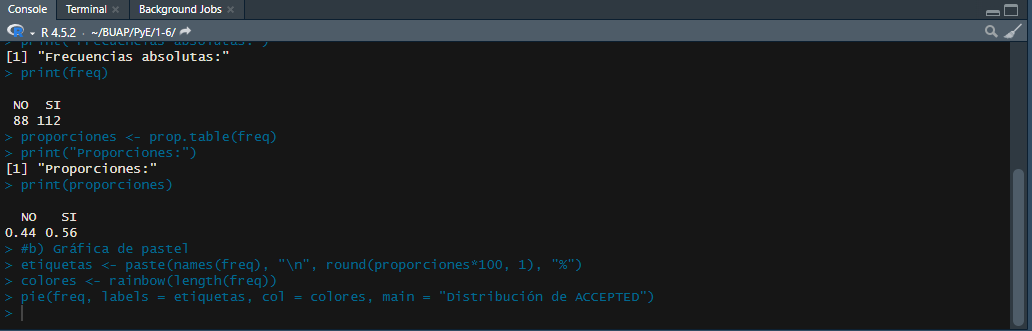 Console Terminal × Background Jobs ×
R 4.5.2 · ~/BUAP/PyE/1-6/
> print("Frecuencias absolutas:")
[1] "Frecuencias absolutas:"
> print(freq)
NO SI
88 112
> proporciones <- prop.table(freq)
> print("Proporciones:")
[1] "Proporciones:"
> print(proporciones)
NO SI
0.44 0.56
> #b) Gráfica de pastel
> etiquetas <- paste(names(freq), "\n", round(proporciones*100, 1), "%")
> colores <- rainbow(length(freq))
> pie(freq, labels = etiquetas, col = colores, main = "Distribución de ACCEPTED")
>